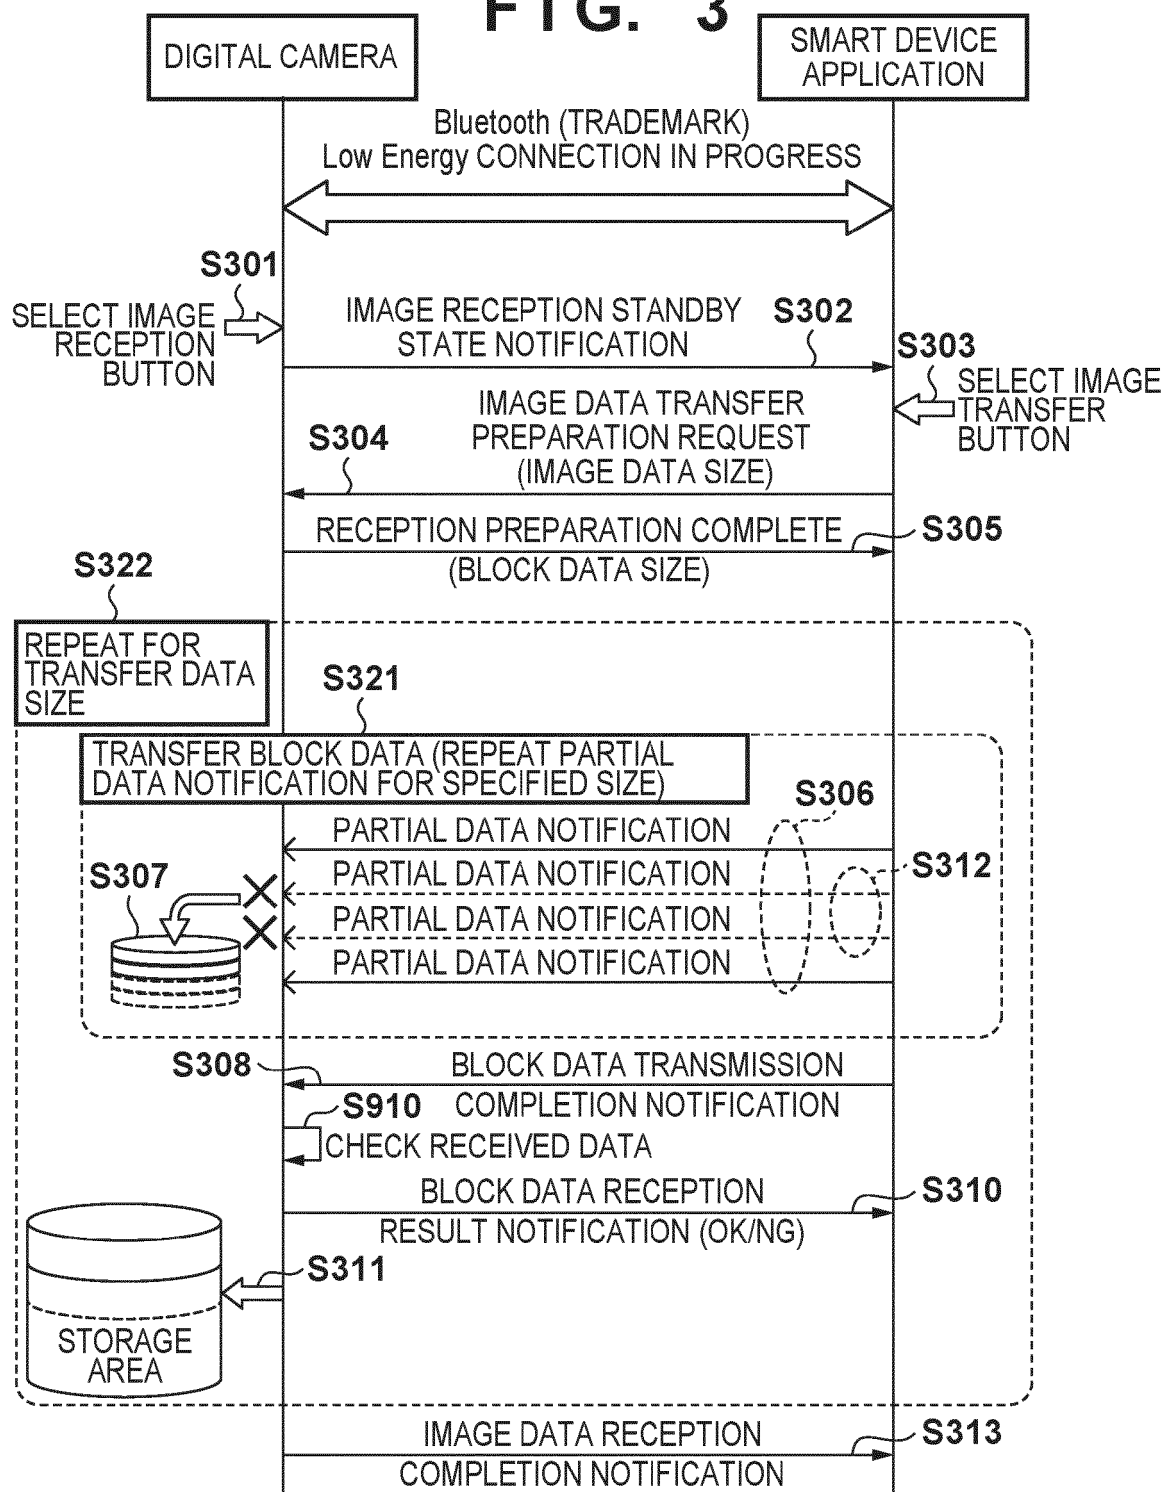 FIG. 3
DIGITAL CAMERA
SMART DEVICE
APPLICATION
Bluetooth (TRADEMARK)
Low Energy CONNECTION IN PROGRESS
S301
SELECT IMAGE
RECEPTION
BUTTON
IMAGE RECEPTION STANDBY
STATE NOTIFICATION
S302
S303
SELECT IMAGE
TRANSFER
BUTTON
IMAGE DATA TRANSFER
PREPARATION REQUEST
(IMAGE DATA SIZE)
S304
RECEPTION PREPARATION COMPLETE
(BLOCK DATA SIZE)
S305
S322
REPEAT FOR
TRANSFER DATA
SIZE
S321
TRANSFER BLOCK DATA (REPEAT PARTIAL
DATA NOTIFICATION FOR SPECIFIED SIZE)
S306
PARTIAL DATA NOTIFICATION
S312
PARTIAL DATA NOTIFICATION
S307
PARTIAL DATA NOTIFICATION
PARTIAL DATA NOTIFICATION
S308
BLOCK DATA TRANSMISSION
COMPLETION NOTIFICATION
S910
CHECK RECEIVED DATA
BLOCK DATA RECEPTION
RESULT NOTIFICATION (OK/NG)
S310
S311
STORAGE
AREA
IMAGE DATA RECEPTION
COMPLETION NOTIFICATION
S313